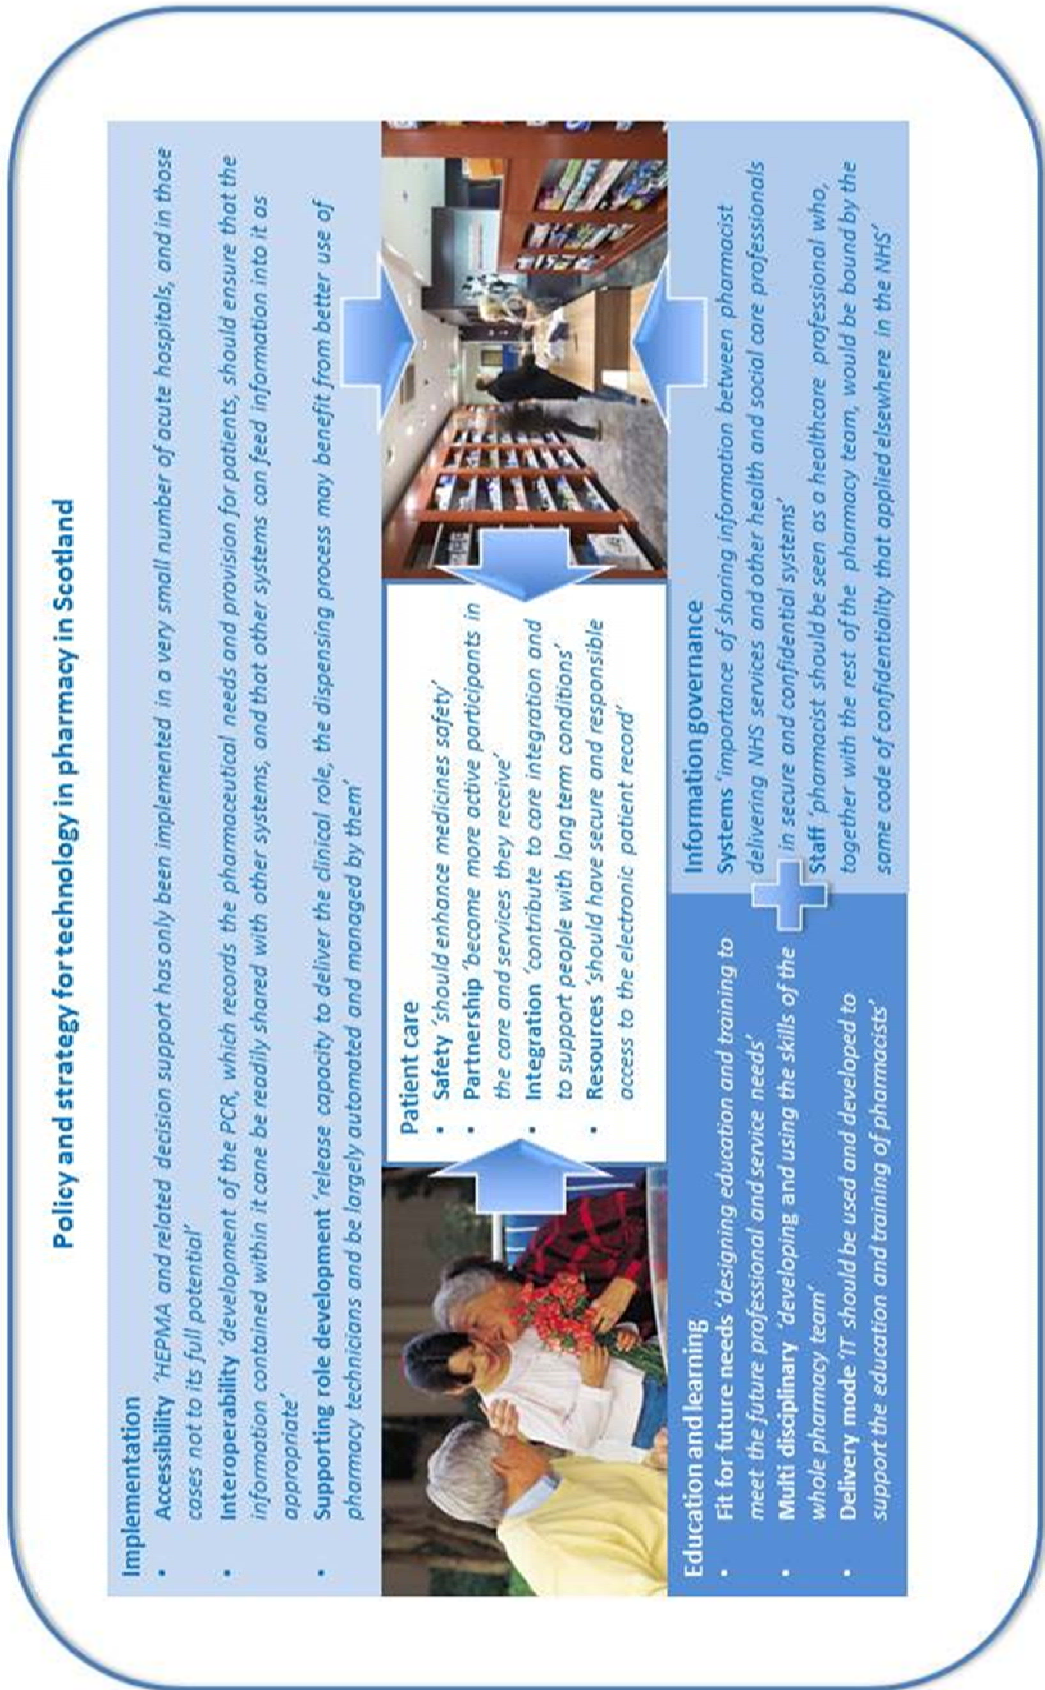 Policy and strategy for technology in pharmacy in Scotland
Implementation
• Accessibility 'HEPMA and related decision support has only been implemented in a very small number of acute hospitals, and in those
cases not to its full potential'
• Interoperability 'development of the PCR, which records the pharmaceutical needs and provision for patients, should ensure that the
information contained within it cane be readily shared with other systems, and that other systems can feed information into it as
appropriate'
• Supporting role development 'release capacity to deliver the clinical role, the dispensing process may benefit from better use of
pharmacy technicians and be largely automated and managed by them'
Patient care
• Safety 'should enhance medicines safety'
• Partnership 'become more active participants in
the care and services they receive'
• Integration 'contribute to care integration and
to support people with long term conditions'
• Resources 'should have secure and responsible
access to the electronic patient record'
Education and learning
• Fit for future needs 'designing education and training to
meet the future professional and service needs'
• Multi disciplinary 'developing and using the skills of the
whole pharmacy team'
• Delivery mode 'IT should be used and developed to
support the education and training of pharmacists'
Information governance
Systems 'importance of sharing information between pharmacist
delivering NHS services and other health and social care professionals
in secure and confidential systems'
Staff 'pharmacist should be seen as a healthcare professional who,
together with the rest of the pharmacy team, would be bound by the
same code of confidentiality that applied elsewhere in the NHS'